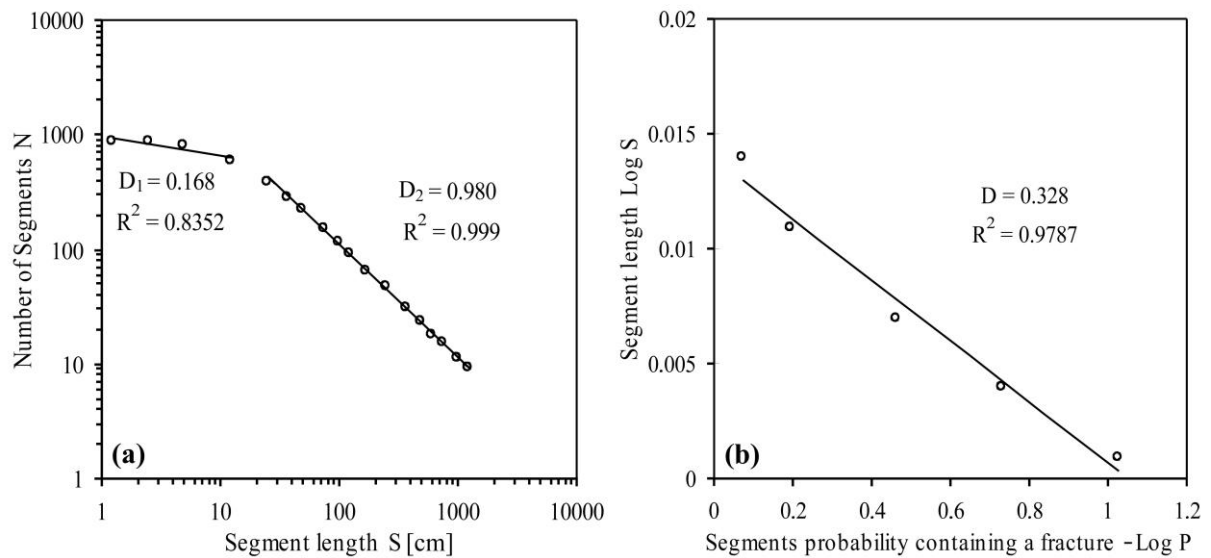 10000
1000
100
10
1
Number of Segments N
D₁ = 0.168
R² = 0.8352
D₂ = 0.980
R² = 0.999
(a)
1 10 100 1000 10000
Segment length S [cm]
0.02
0.015
0.01
0.005
0
Segment length Log S
D = 0.328
R² = 0.9787
(b)
0 0.2 0.4 0.6 0.8 1 1.2
Segments probability containing a fracture -Log P